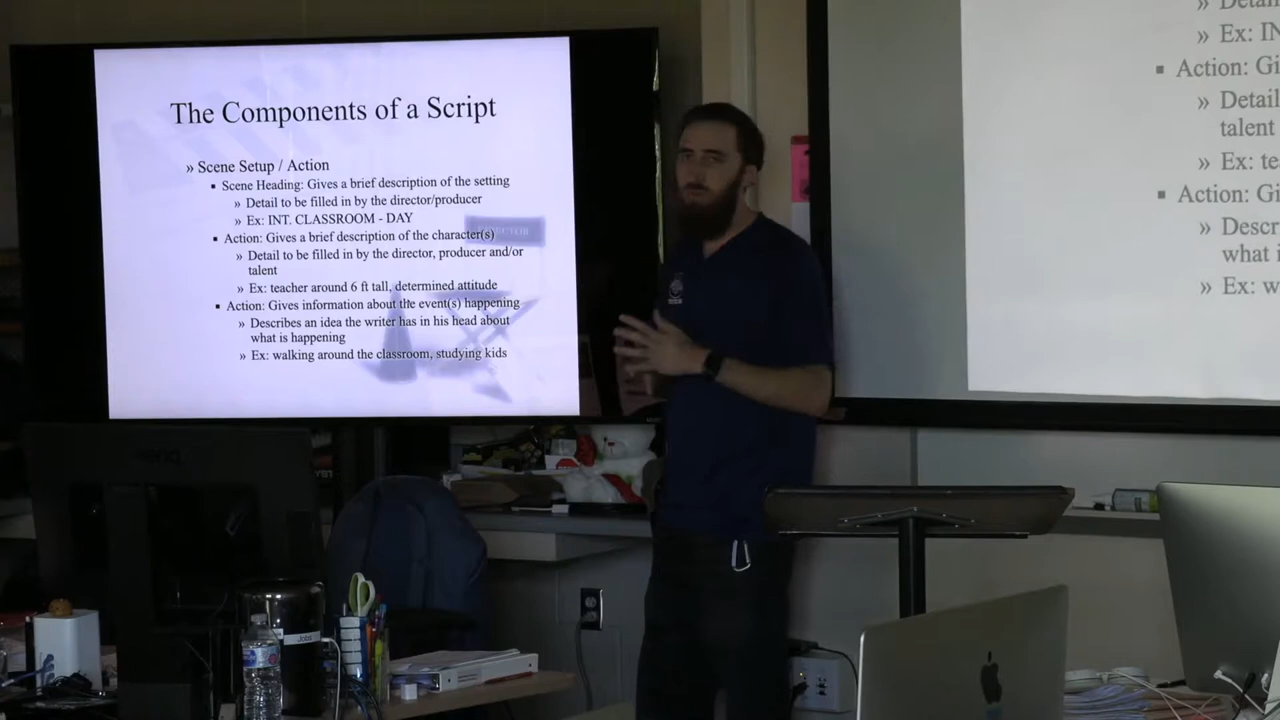 The Components of a Script
» Scene Setup / Action
▪ Scene Heading: Gives a brief description of the setting
» Detail to be filled in by the director/producer
» Ex: INT. CLASSROOM - DAY
▪ Action: Gives a brief description of the character(s)
» Detail to be filled in by the director, producer and/or
talent
» Ex: teacher around 6 ft tall, determined attitude
▪ Action: Gives information about the event(s) happening
» Describes an idea the writer has in his head about
what is happening
» Ex: walking around the classroom, studying kids
» Detail
» Ex: IN
▪ Action: Gi
» Detail
talent
» Ex: te
▪ Action: Gi
» Descr
what i
» Ex: w
Jobs